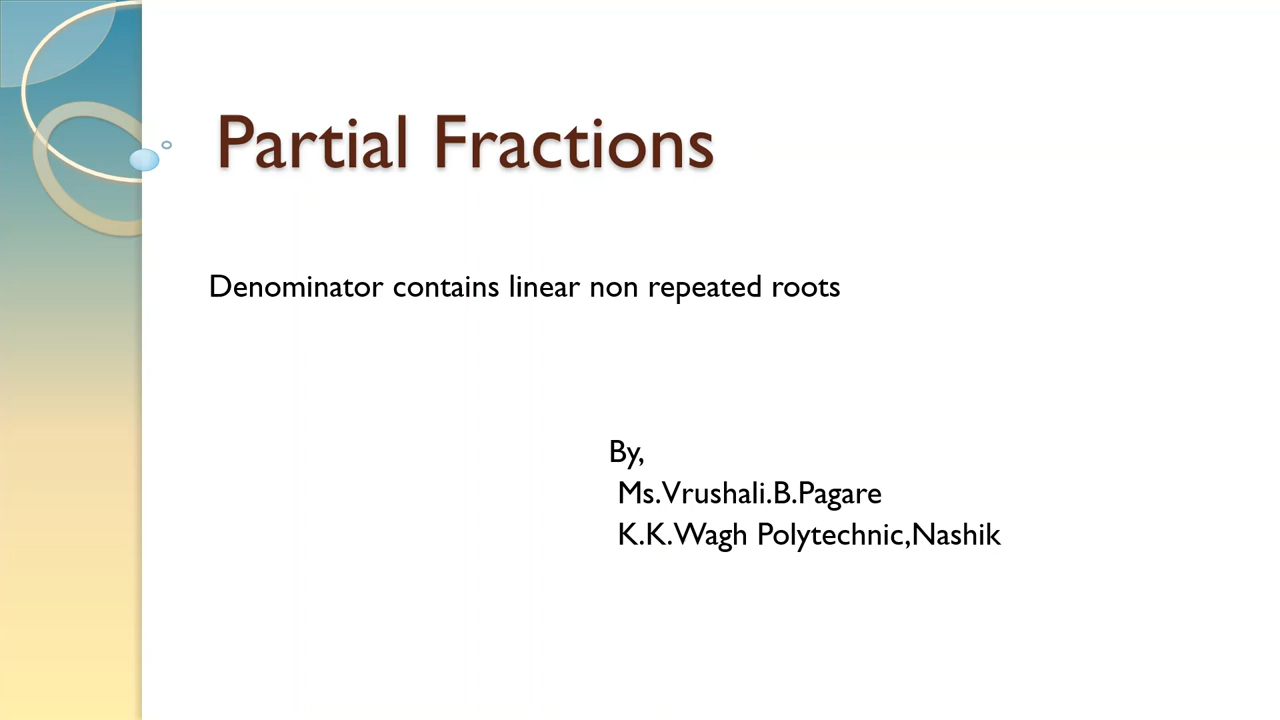 Partial Fractions
Denominator contains linear non repeated roots
By,
Ms.Vrushali.B.Pagare
K.K.Wagh Polytechnic,Nashik